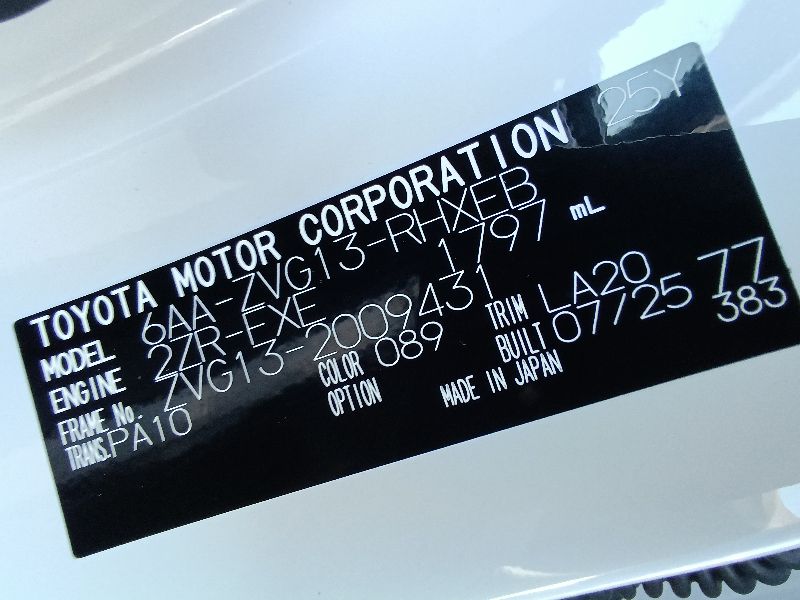 TOYOTA MOTOR CORPORATION 25Y
MODEL 6AA-ZVG13-RHXEB
ENGINE 2ZR-FXE 1797 mL
FRAME No. ZVG13-2009431
COLOR 089 TRIM LA20 77
TRANS. PA10 OPTION BUILT 07/25 383
MADE IN JAPAN